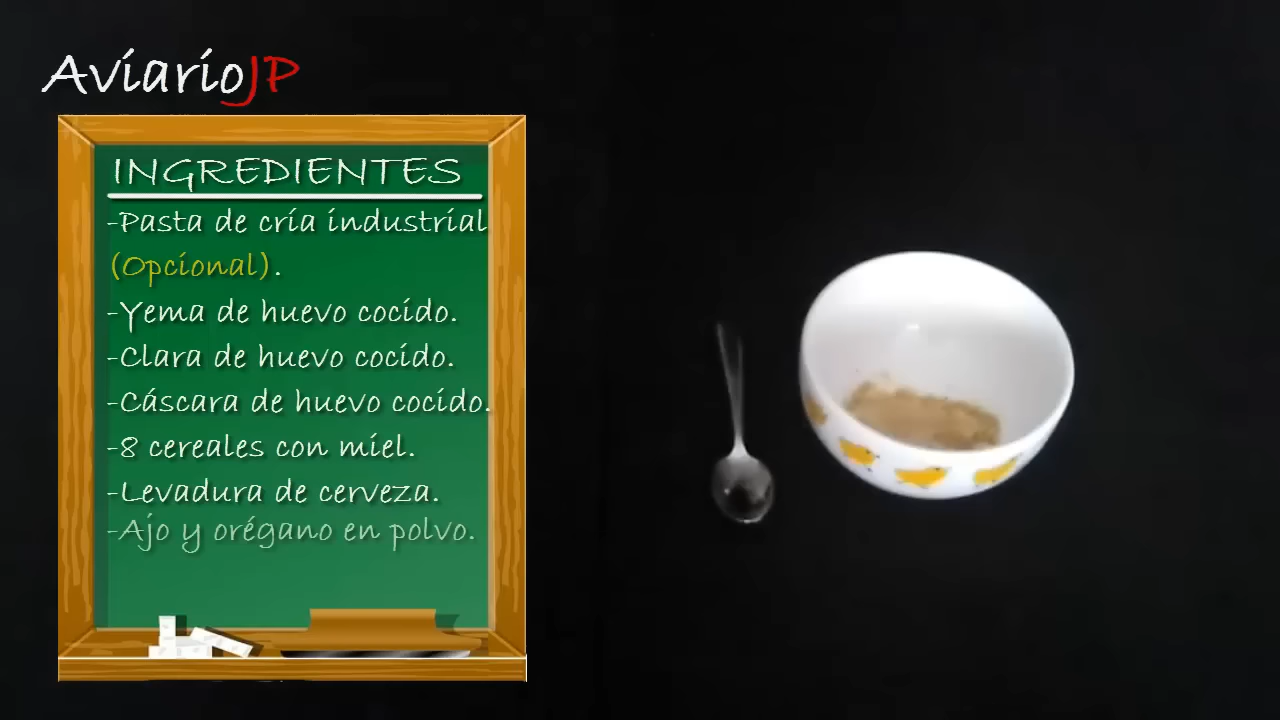 AviarioJP
INGREDIENTES
-Pasta de cría industrial
(Opcional).
-Yema de huevo cocido.
-Clara de huevo cocido.
-Cáscara de huevo cocido.
-8 cereales con miel.
-Levadura de cerveza.
-Ajo y orégano en polvo.